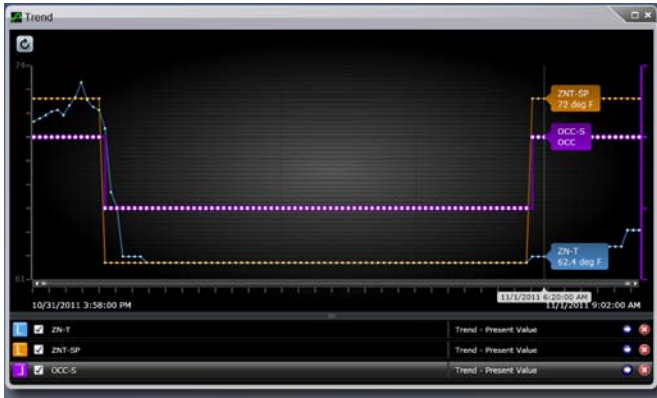 Trend
74
ZNT-SP
72 deg F
OCC-S
OCC
ZN-T
62.4 deg F
61
11/1/2011 6:20:00 AM
10/31/2011 3:58:00 PM 11/1/2011 9:02:00 AM
ZN-T Trend - Present Value
ZNT-SP Trend - Present Value
OCC-S Trend - Present Value